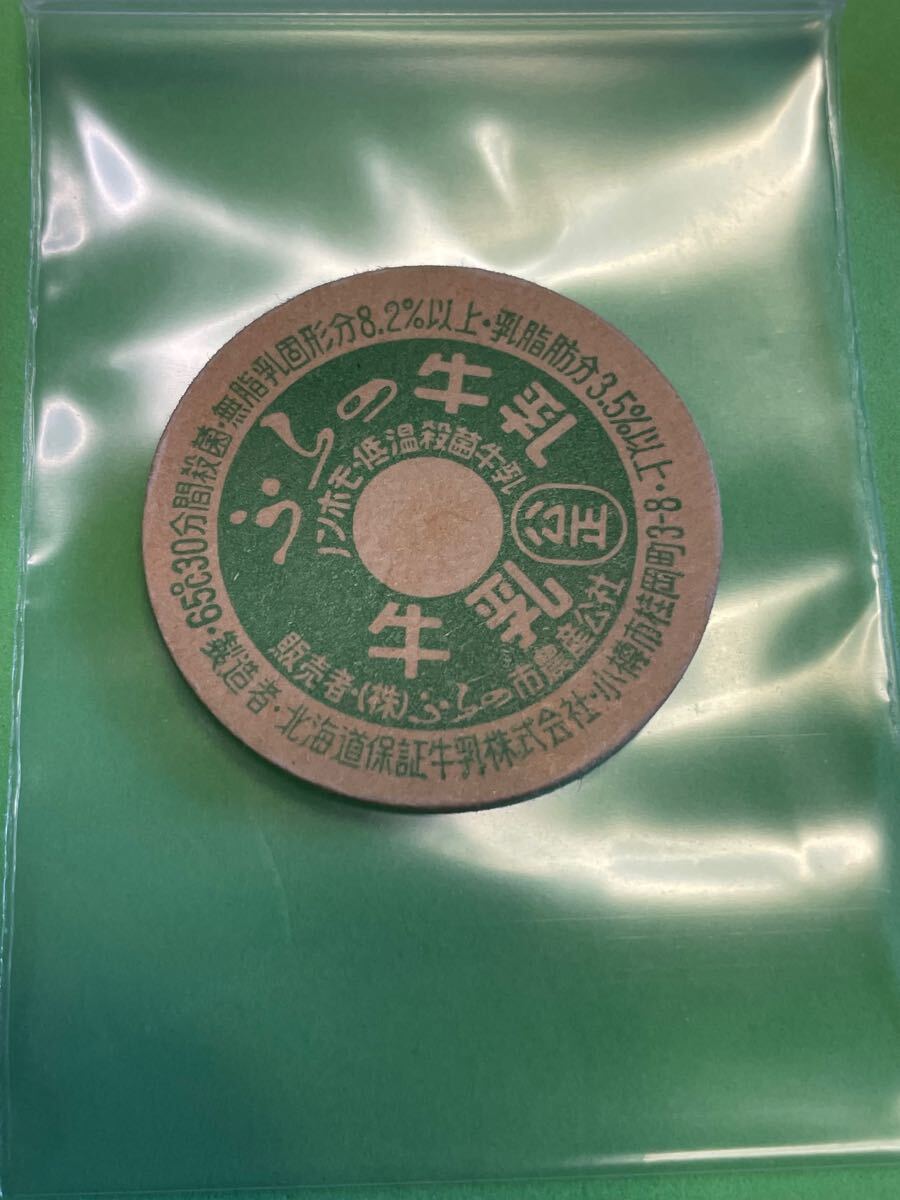 無脂乳固形分8.2%以上・乳脂肪分3.5%以上・小樽市桂岡町3-8・
製造者・北海道保証牛乳株式会社・
65℃30分間殺菌・
ふらの牛乳
ノンホモ・低温殺菌牛乳
公正
牛乳
販売者・(株)ふらの市農産公社